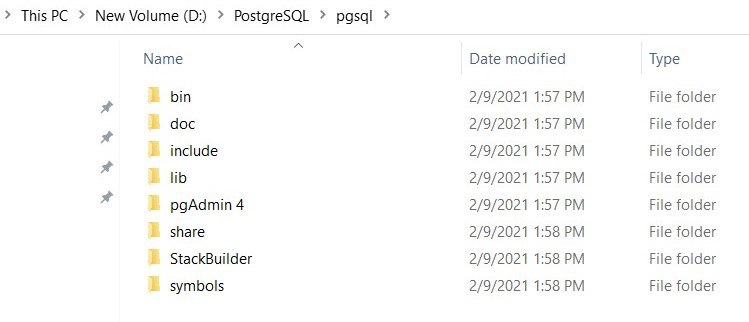 This PC > New Volume (D:) > PostgreSQL > pgsql >
Name Date modified Type
bin 2/9/2021 1:57 PM File folder
doc 2/9/2021 1:57 PM File folder
include 2/9/2021 1:57 PM File folder
lib 2/9/2021 1:57 PM File folder
pgAdmin 4 2/9/2021 1:57 PM File folder
share 2/9/2021 1:58 PM File folder
StackBuilder 2/9/2021 1:58 PM File folder
symbols 2/9/2021 1:58 PM File folder